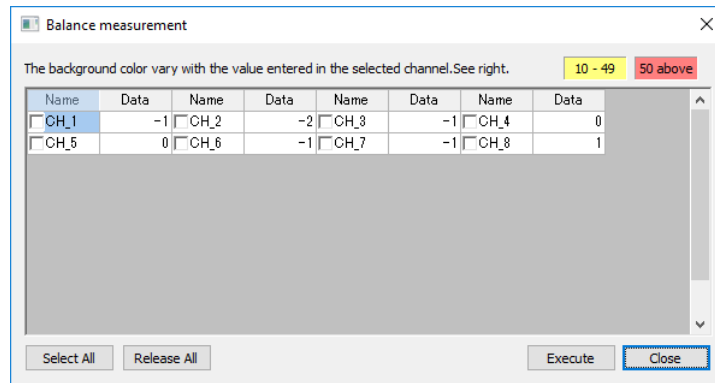 Balance measurement
The background color vary with the value entered in the selected channel.See right. 10 - 49 50 above
Name Data Name Data Name Data Name Data
CH_1 -1 CH_2 -2 CH_3 -1 CH_4 0
CH_5 0 CH_6 -1 CH_7 -1 CH_8 1
Select All Release All Execute Close